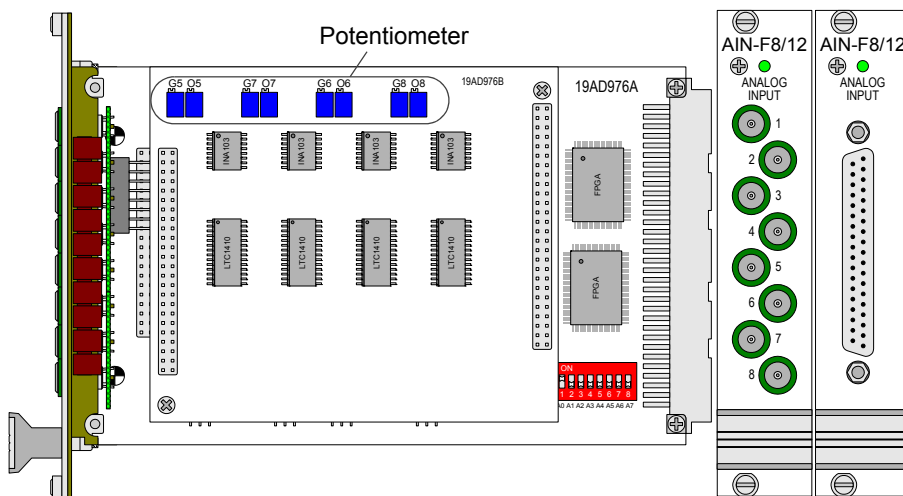 Potentiometer
G5 O5 G7 O7 G6 O6 G8 O8
19AD976B
19AD976A
INA103 INA103 INA103 INA103
LTC1410 LTC1410 LTC1410 LTC1410
FPGA
FPGA
ON
1 2 3 4 5 6 7 8
A0 A1 A2 A3 A4 A5 A6 A7
AIN-F8/12
ANALOG
INPUT
1
2
3
4
5
6
7
8
AIN-F8/12
ANALOG
INPUT